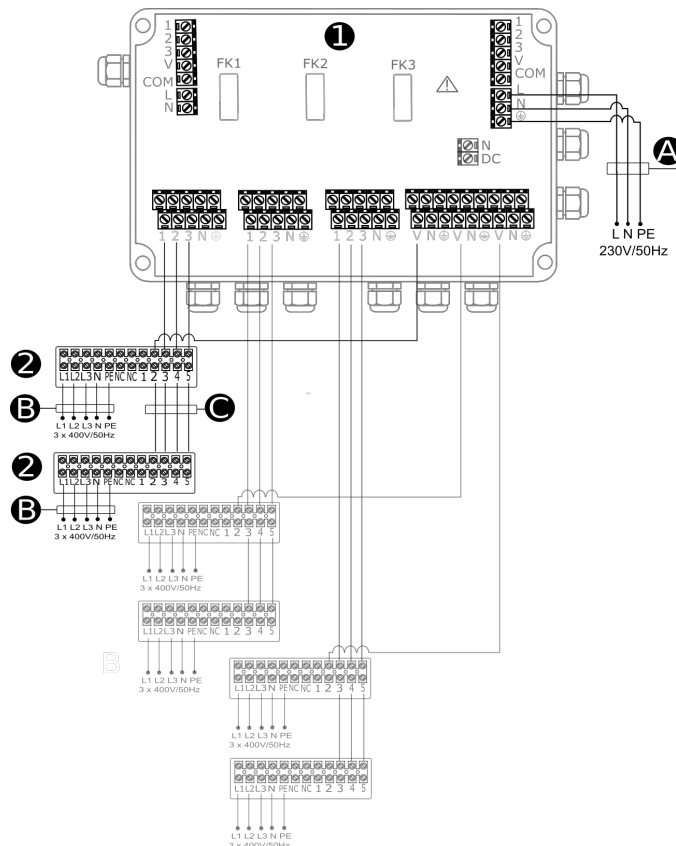 1
1
2
3
V
COM
L
N
FK1 FK2 FK3
1
2
3
V
COM
L
N
N
DC
A
L N PE
230V/50Hz
1 2 3 N
1 2 3 N
1 2 3 N
V N V N V N
2
L1 L2 L3 N PE NC NC 1 2 3 4 5
B
C
L1 L2 L3 N PE
3 x 400V/50Hz
2
L1 L2 L3 N PE NC NC 1 2 3 4 5
B
L1 L2 L3 N PE
3 x 400V/50Hz
L1 L2 L3 N PE NC NC 1 2 3 4 5
L1 L2 L3 N PE
3 x 400V/50Hz
L1 L2 L3 N PE NC NC 1 2 3 4 5
B
L1 L2 L3 N PE
3 x 400V/50Hz
L1 L2 L3 N PE NC NC 1 2 3 4 5
L1 L2 L3 N PE
3 x 400V/50Hz
L1 L2 L3 N PE NC NC 1 2 3 4 5
L1 L2 L3 N PE
3 x 400V/50Hz